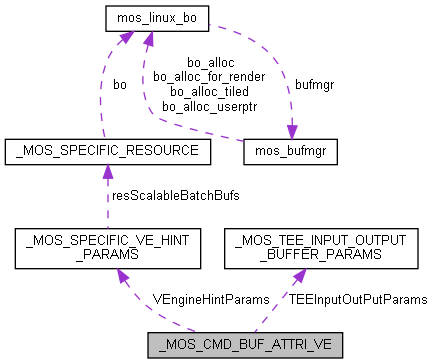 mos_linux_bo
bo_alloc
bo_alloc_for_render
bo_alloc_tiled
bo_alloc_userptr
bo
bufmgr
_MOS_SPECIFIC_RESOURCE
mos_bufmgr
resScalableBatchBufs
_MOS_SPECIFIC_VE_HINT
_PARAMS
_MOS_TEE_INPUT_OUTPUT
_BUFFER_PARAMS
VEngineHintParams
TEEInputOutPutParams
_MOS_CMD_BUF_ATTRI_VE